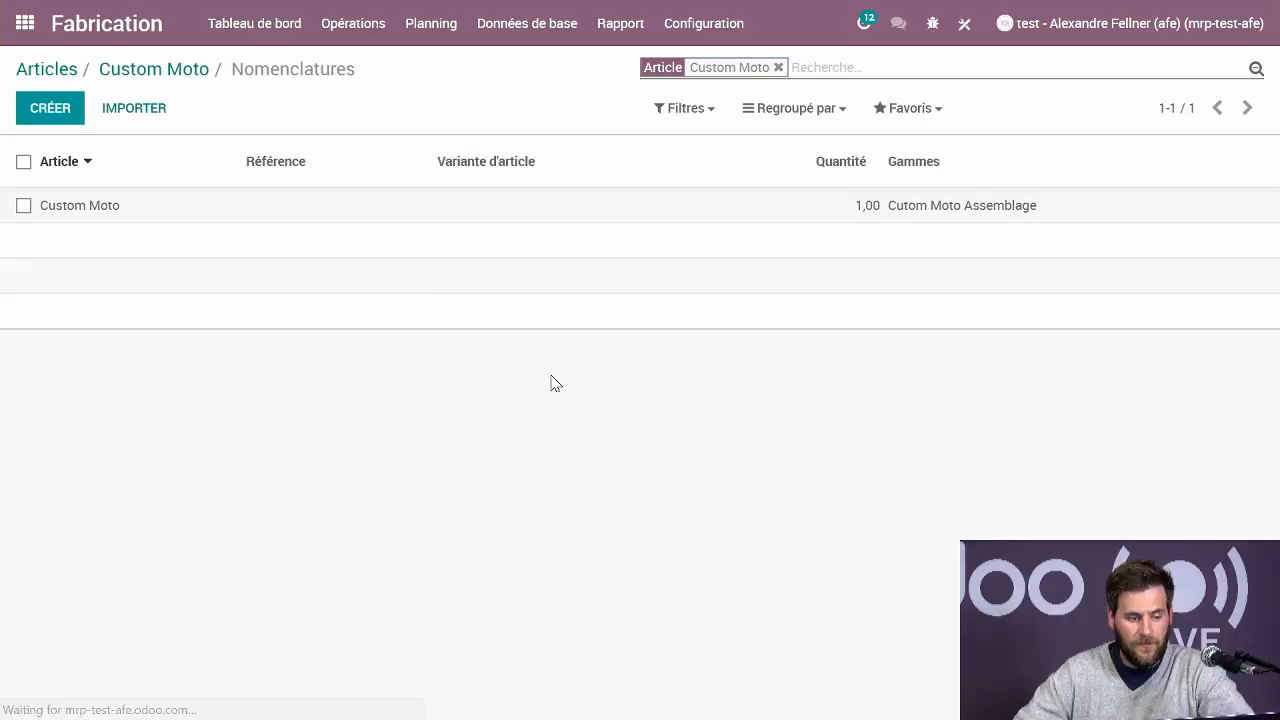 Fabrication Tableau de bord Opérations Planning Données de base Rapport Configuration 12 test - Alexandre Fellner (afe) (mrp-test-afe)
Articles / Custom Moto / Nomenclatures Article Custom Moto ✖ Recherche...
CRÉER IMPORTER Filtres Regroupé par Favoris 1-1 / 1
Article Référence Variante d'article Quantité Gammes
Custom Moto 1,00 Cutom Moto Assemblage
Waiting for mrp-test-afe.odoo.com...